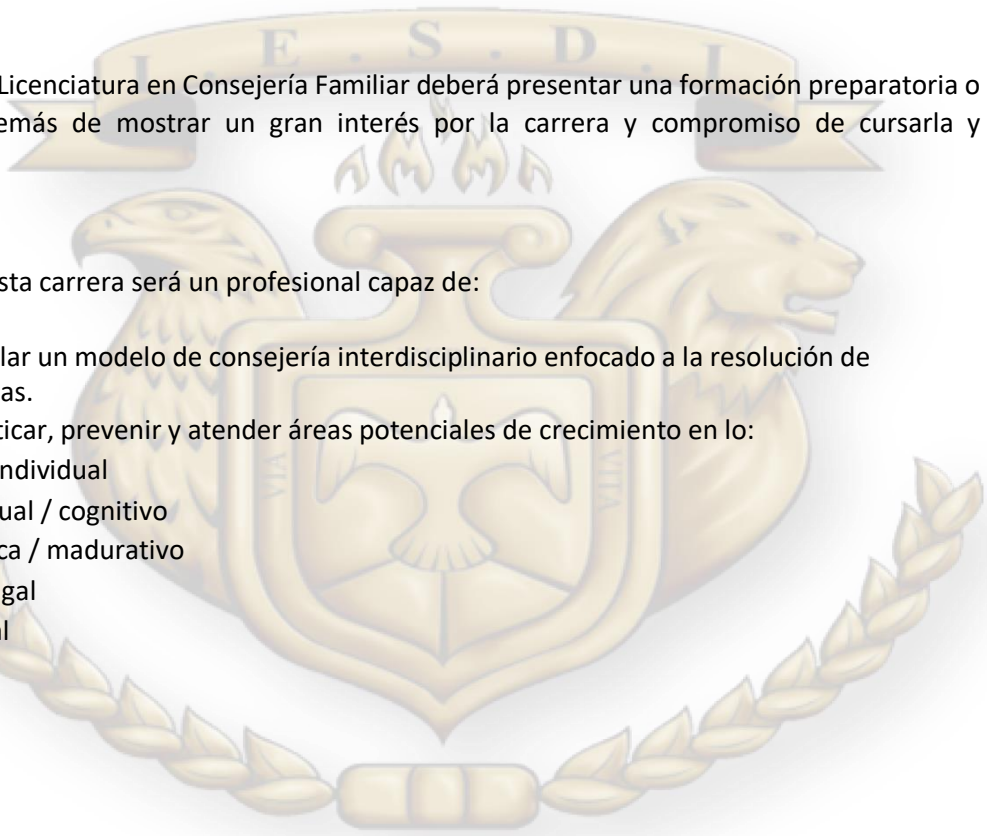 I . E . S . D . I
Licenciatura en Consejería Familiar deberá presentar una formación preparatoria o
emás de mostrar un gran interés por la carrera y compromiso de cursarla y
sta carrera será un profesional capaz de:
lar un modelo de consejería interdisciplinario enfocado a la resolución de
as.
ticar, prevenir y atender áreas potenciales de crecimiento en lo:
ndividual
ual / cognitivo
ca / madurativo
gal
l
VIA
VITA